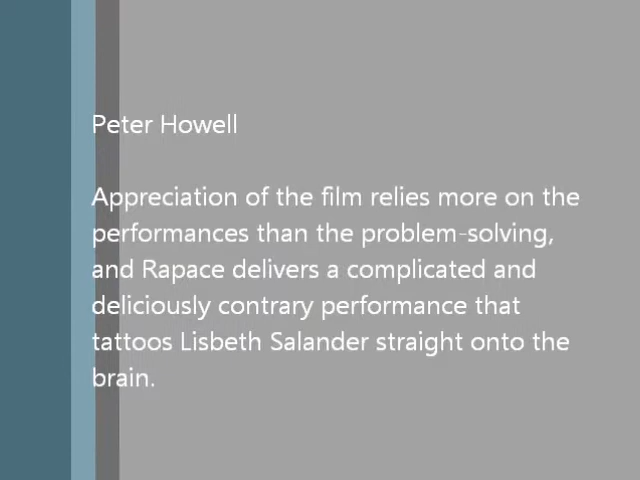 Peter Howell
Appreciation of the film relies more on the
performances than the problem-solving,
and Rapace delivers a complicated and
deliciously contrary performance that
tattoos Lisbeth Salander straight onto the
brain.